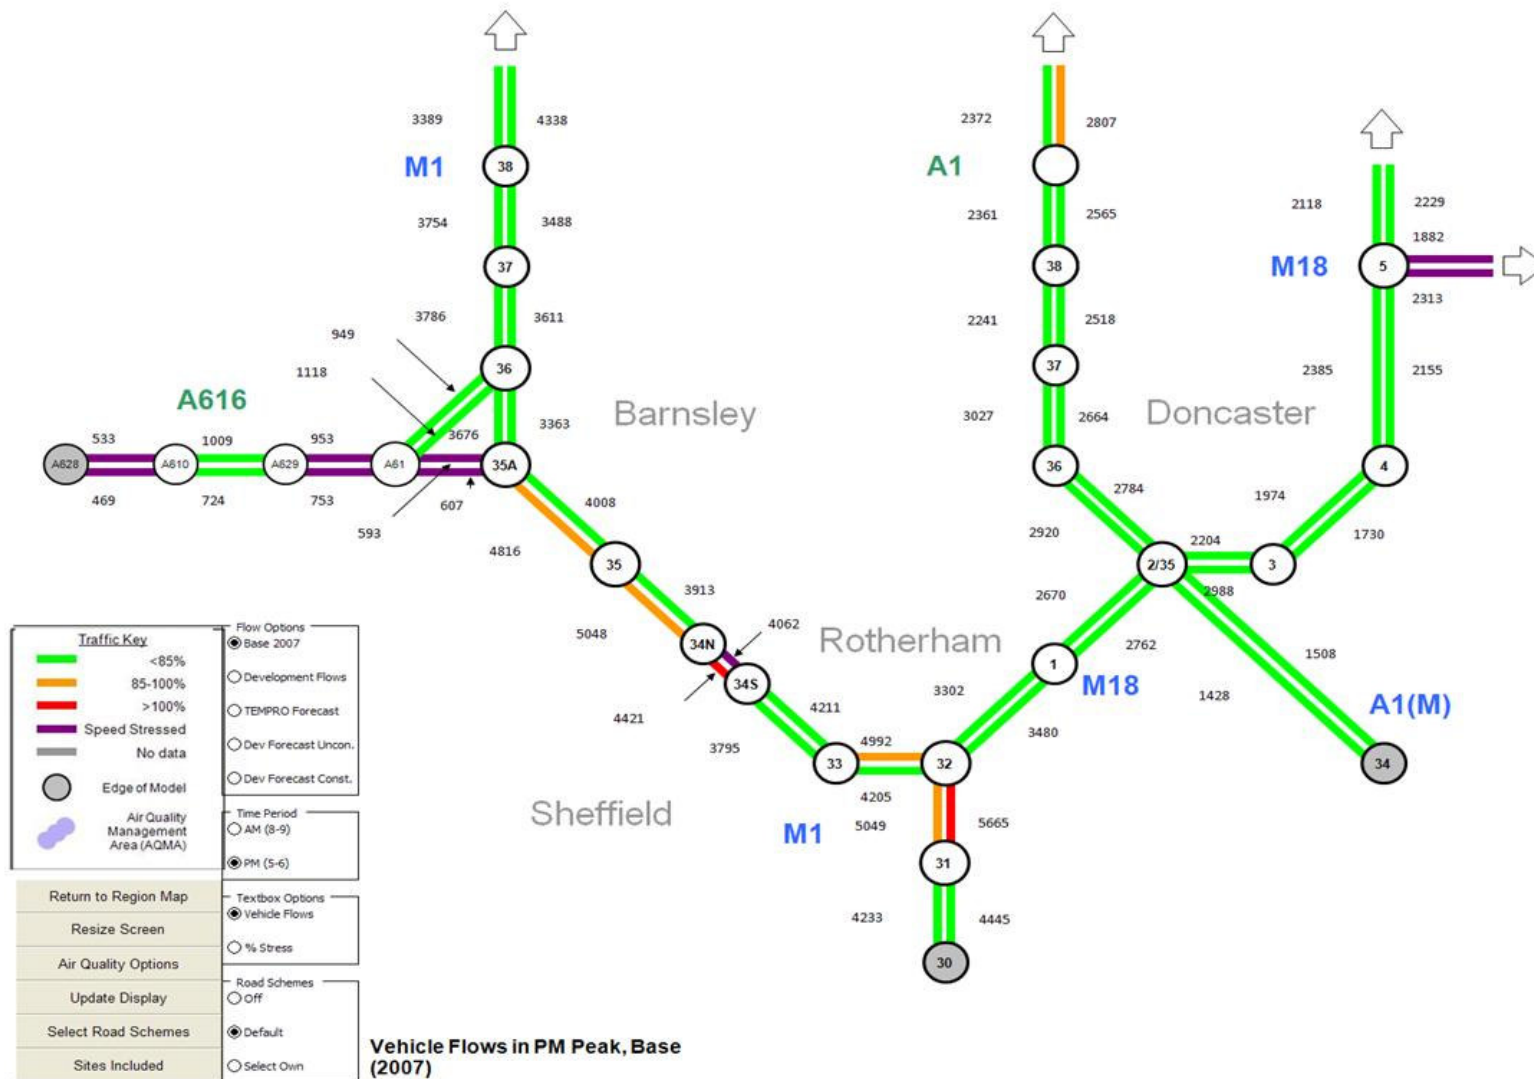 3389
4338
2372
2807
M1
38
A1
2118
2229
1882
3754
3488
2361
2565
37
38
M18
5
2313
3786
3611
949
2241
2518
1118
36
37
2385
2155
A616
3676
3363
Barnsley
3027
2664
Doncaster
533
1009
953
A628
A610
A629
A61
35A
36
4
469
724
753
593
607
4008
4816
2784
2920
1974
1730
2204
35
2/35
3
2988
3913
5048
4062
34N
34S
4421
3795
4211
Rotherham
2670
2762
1
M18
3302
3480
1508
1428
A1(M)
34
4992
33
32
4205
Sheffield
M1
5049
5665
31
4233
4445
30
Traffic Key
<85%
85-100%
>100%
Speed Stressed
No data
Edge of Model
Air Quality
Management
Area (AQMA)
Flow Options
Base 2007
Development Flows
TEMPRO Forecast
Dev Forecast Uncon.
Dev Forecast Const.
Time Period
AM (8-9)
PM (5-6)
Textbox Options
Vehicle Flows
% Stress
Road Schemes
Off
Default
Select Own
Return to Region Map
Resize Screen
Air Quality Options
Update Display
Select Road Schemes
Sites Included
Vehicle Flows in PM Peak, Base
(2007)